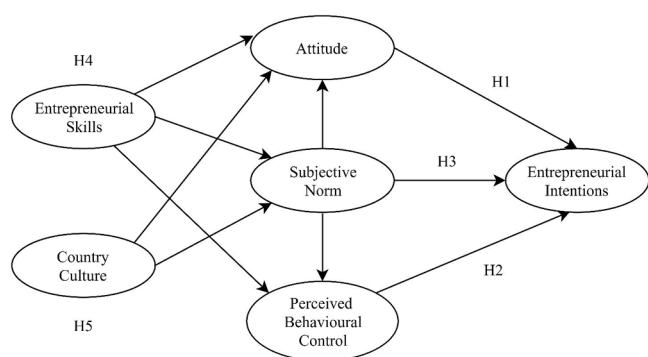 H4
Attitude
H1
Entrepreneurial
Skills
Subjective
Norm
H3
Entrepreneurial
Intentions
Country
Culture
H2
H5
Perceived
Behavioural
Control